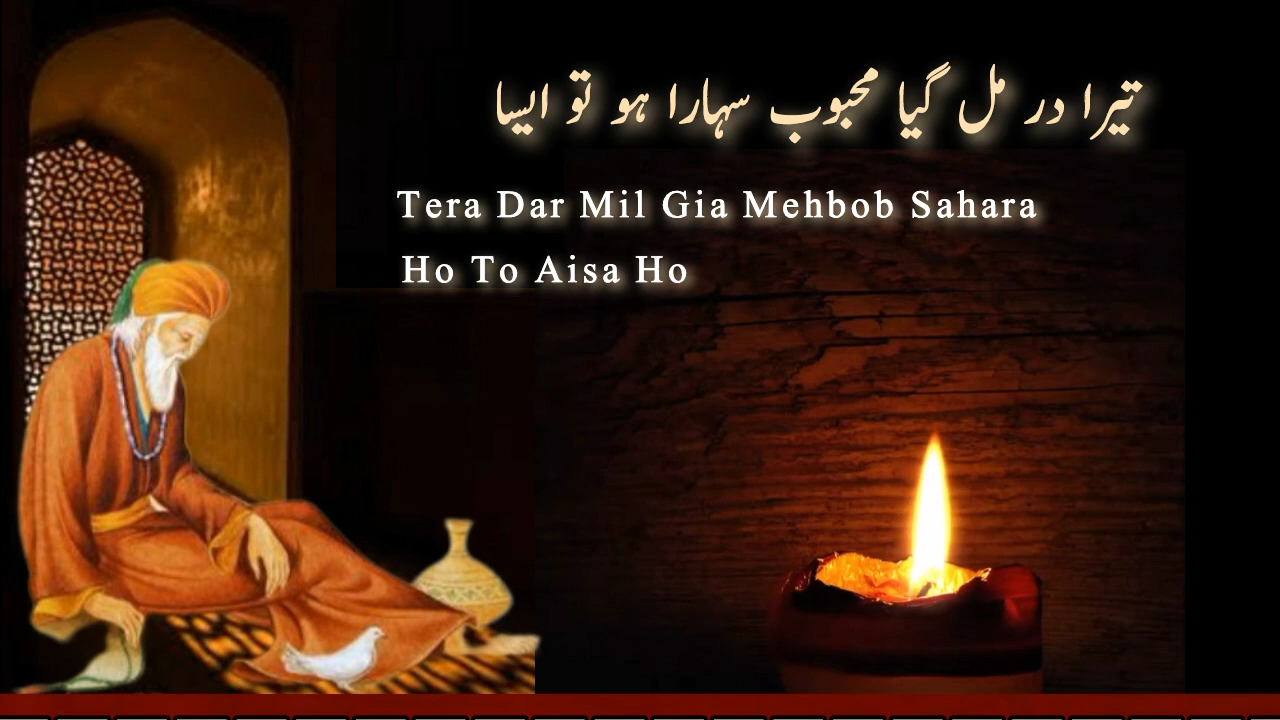 تیرا در مل گیا محبوب سہارا ہو تو ایسا
Tera Dar Mil Gia Mehbob Sahara
Ho To Aisa Ho